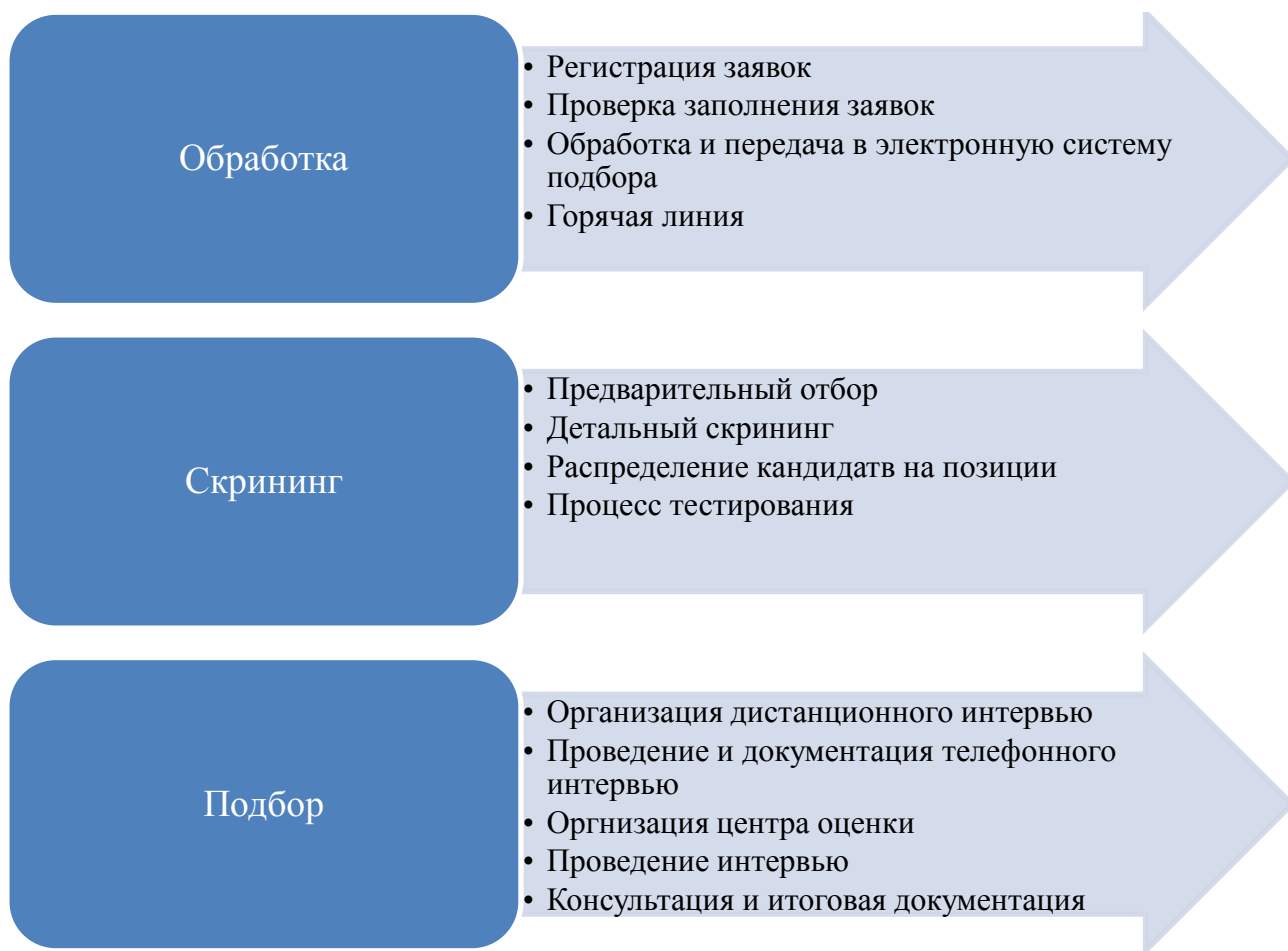 Обработка
• Регистрация заявок
• Проверка заполнения заявок
• Обработка и передача в электронную систему
подбора
• Горячая линия
Скрининг
• Предварительный отбор
• Детальный скрининг
• Распределение кандидатв на позиции
• Процесс тестирования
Подбор
• Организация дистанционного интервью
• Проведение и документация телефонного
интервью
• Оргнизация центра оценки
• Проведение интервью
• Консультация и итоговая документация